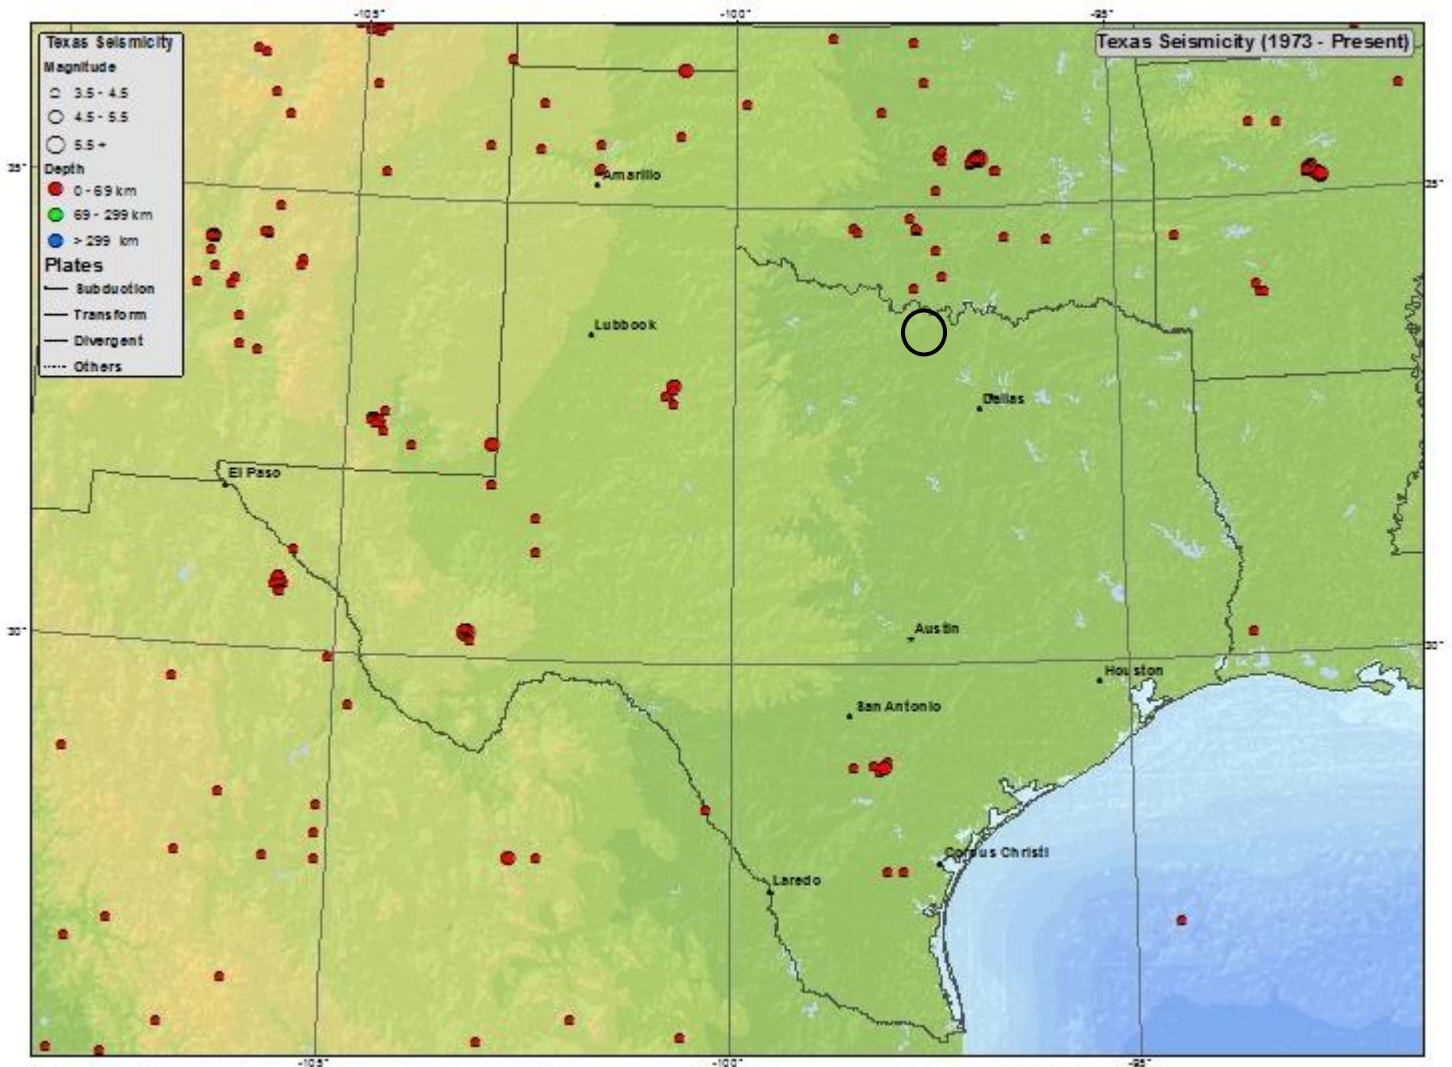 -105°
-100°
-95°
Texas Seismicity
Texas Seismicity (1973 - Present)
Magnitude
3.5 - 4.5
4.5 - 5.5
5.5 +
Depth
0 - 69 km
69 - 299 km
> 299 km
Plates
Subduction
Transform
Divergent
Others
35°
35°
Amarillo
Lubbock
Dallas
El Paso
30°
Austin
30°
Houston
San Antonio
Corpus Christi
Laredo
-105°
-100°
-95°